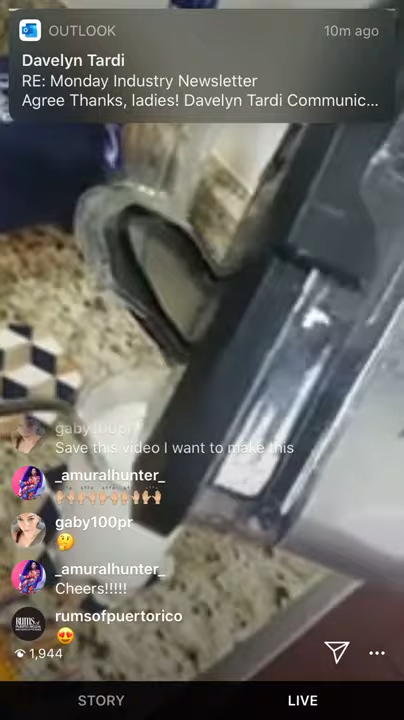 OUTLOOK
10m ago
Davelyn Tardi
RE: Monday Industry Newsletter
Agree Thanks, ladies! Davelyn Tardi Communic...
gaby100pr
Save this video I want to make this
_amuralhunter_
gaby100pr
_amuralhunter_
Cheers!!!!!
rumsofpuertorico
RUMS
1,944
STORY
LIVE